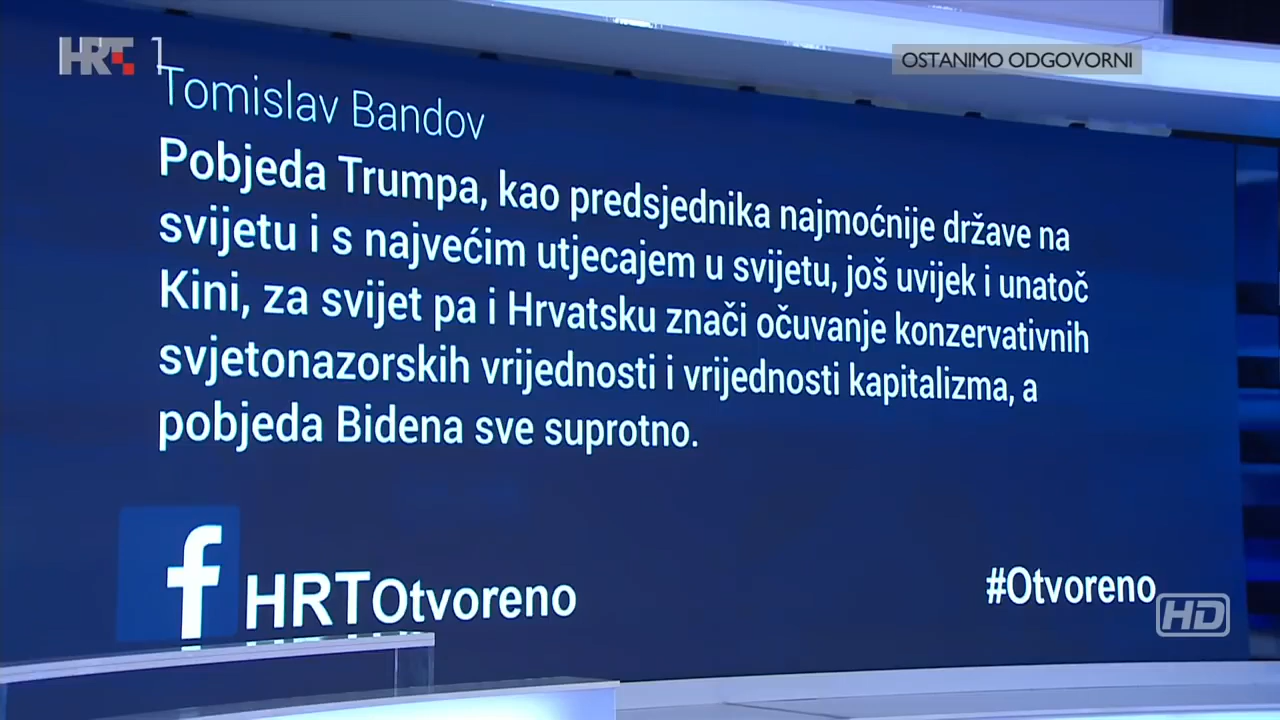 HRT 1
OSTANIMO ODGOVORNI
Tomislav Bandov
Pobjeda Trumpa, kao predsjednika najmoćnije države na
svijetu i s najvećim utjecajem u svijetu, još uvijek i unatoč
Kini, za svijet pa i Hrvatsku znači očuvanje konzervativnih
svjetonazorskih vrijednosti i vrijednosti kapitalizma, a
pobjeda Bidena sve suprotno.
f HRTOtvoreno
#Otvoreno
HD